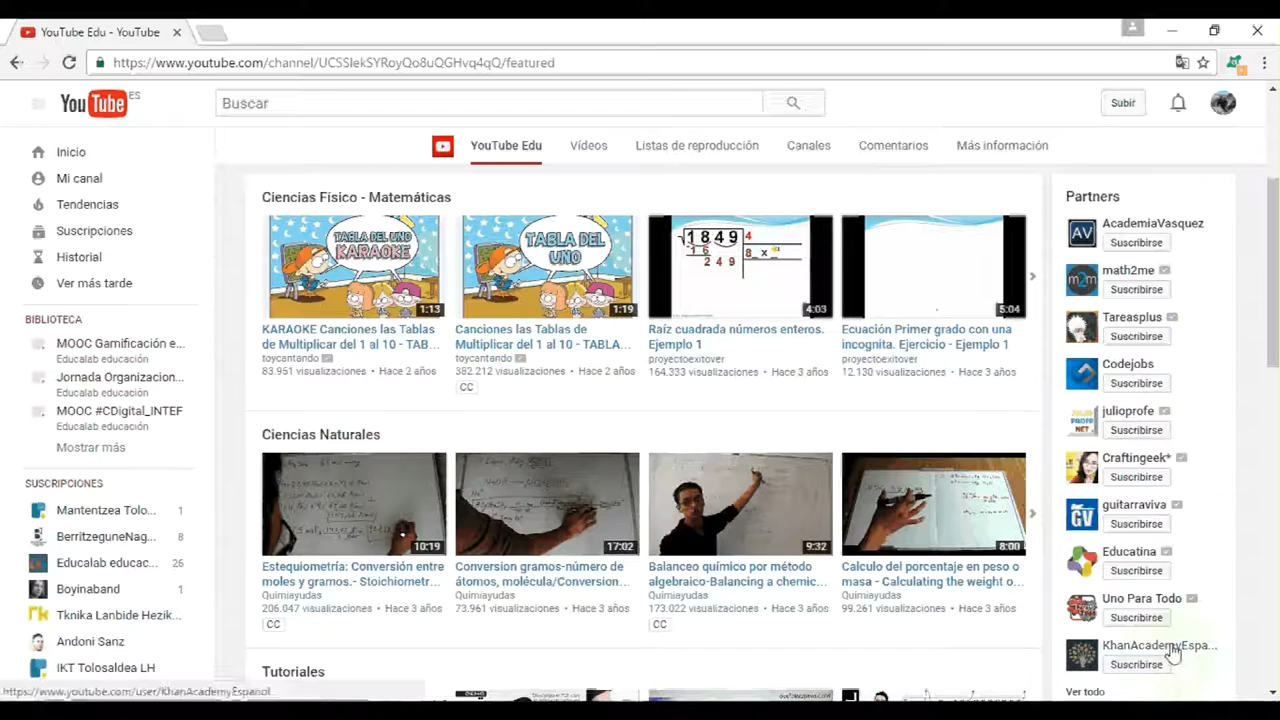 YouTube Edu - YouTube
https://www.youtube.com/channel/UCSSlekSYRoyQo8uQGHvq4qQ/featured
YouTube ES
Buscar
Subir
YouTube Edu
Vídeos
Listas de reproducción
Canales
Comentarios
Más información
Inicio
Mi canal
Tendencias
Suscripciones
Historial
Ver más tarde
BIBLIOTECA
MOOC Gamificación e...
Educalab educación
Jornada Organizacion...
Educalab educación
MOOC #CDigital_INTEF
Educalab educación
Mostrar más
SUSCRIPCIONES
Mantentzea Tolo... 1
BerritzeguneNag... 8
Educalab educac... 26
Boyinaband 1
Tknika Lanbide Hezik...
Andoni Sanz
IKT Tolosaldea LH
https://www.youtube.com/user/KhanAcademyEspanol
Ciencias Físico - Matemáticas
TABLA DEL UNO KARAOKE
1:13
KARAOKE Canciones las Tablas
de Multiplicar del 1 al 10 - TAB...
toycantando
83.951 visualizaciones • Hace 2 años
TABLA DEL UNO
1:19
Canciones las Tablas de
Multiplicar del 1 al 10 - TABLA...
toycantando
382.212 visualizaciones • Hace 2 años
CC
1849 4
-16 8_ x _
249
4:03
Raíz cuadrada números enteros.
Ejemplo 1
proyectoexitover
164.333 visualizaciones • Hace 3 años
5:04
Ecuación Primer grado con una
incognita. Ejercicio - Ejemplo 1
proyectoexitover
12.130 visualizaciones • Hace 3 años
Ciencias Naturales
10:19
Estequiometría: Conversión entre
moles y gramos.- Stoichiometr...
Quimiayudas
206.047 visualizaciones • Hace 3 años
CC
17:02
Conversion gramos-número de
átomos, molécula/Conversion...
Quimiayudas
73.961 visualizaciones • Hace 3 años
9:32
Balanceo químico por método
algebraico-Balancing a chemic...
Quimiayudas
173.022 visualizaciones • Hace 3 años
CC
8:00
Calculo del porcentaje en peso o
masa - Calculating the weight o...
Quimiayudas
99.261 visualizaciones • Hace 3 años
Tutoriales
Partners
AV
AcademiaVasquez
Suscribirse
m2m
math2me
Suscribirse
Tareasplus
Suscribirse
Codejobs
Suscribirse
JULIO PROFE NET
julioprofe
Suscribirse
Craftingeek*
Suscribirse
GV
guitarraviva
Suscribirse
Educatina
Suscribirse
Uno Para Todo
Suscribirse
KhanAcademyEspa...
Suscribirse
Ver todo